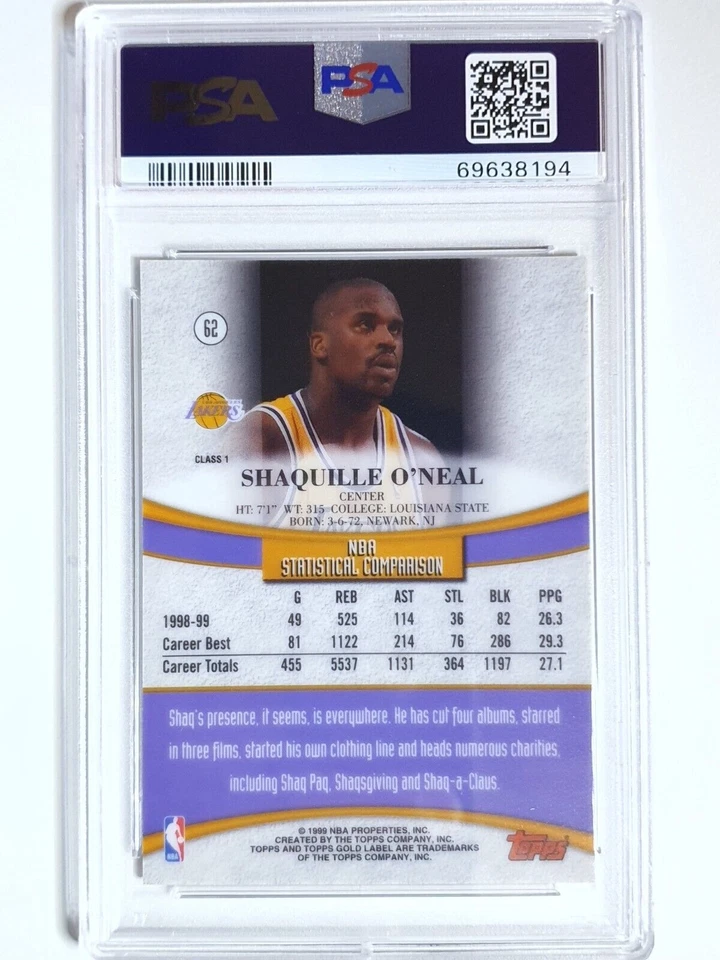 PSA PSA
69638194
62
LAKERS
CLASS 1
SHAQUILLE O'NEAL
CENTER
HT: 7'1" WT: 315 COLLEGE: LOUISIANA STATE
BORN: 3-6-72, NEWARK, NJ
NBA
STATISTICAL COMPARISON
G REB AST STL BLK PPG
1998-99 49 525 114 36 82 26.3
Career Best 81 1122 214 76 286 29.3
Career Totals 455 5537 1131 364 1197 27.1
Shaq's presence, it seems, is everywhere. He has cut four albums, starred
in three films, started his own clothing line and heads numerous charities,
including Shaq Paq, Shaqsgiving and Shaq-a-Claus.
© 1999 NBA PROPERTIES, INC.
CREATED BY THE TOPPS COMPANY, INC.
TOPPS AND TOPPS GOLD LABEL ARE TRADEMARKS
OF THE TOPPS COMPANY, INC.
NBA
Topps